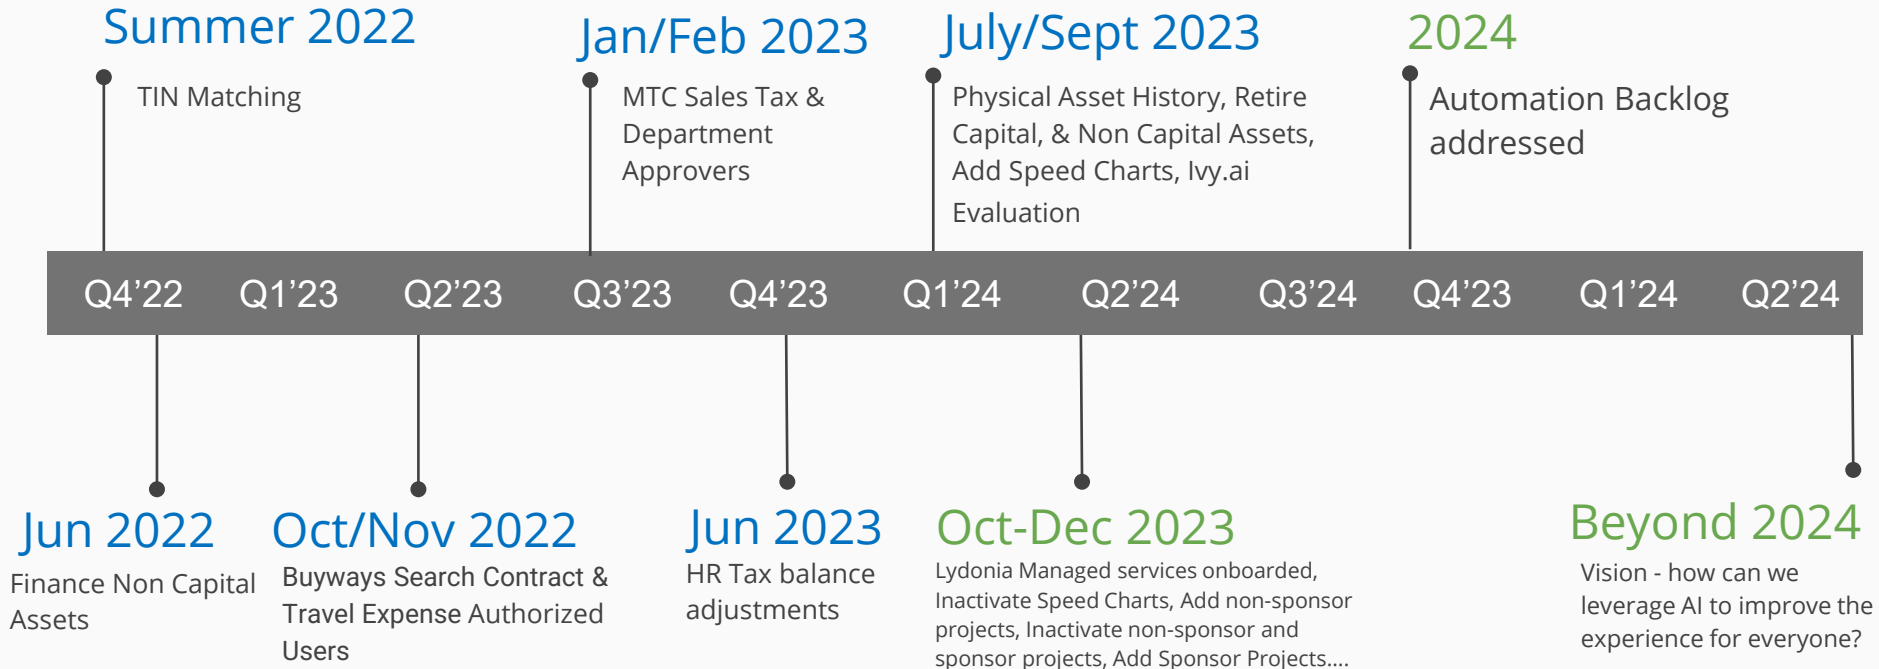 Summer 2022
TIN Matching
Jan/Feb 2023
MTC Sales Tax &
Department
Approvers
July/Sept 2023
Physical Asset History, Retire
Capital, & Non Capital Assets,
Add Speed Charts, Ivy.ai
Evaluation
2024
Automation Backlog
addressed
Q4’22 Q1’23 Q2’23 Q3’23 Q4’23 Q1’24 Q2’24 Q3’24 Q4’23 Q1’24 Q2’24
Jun 2022
Finance Non Capital
Assets
Oct/Nov 2022
Buyways Search Contract &
Travel Expense Authorized
Users
Jun 2023
HR Tax balance
adjustments
Oct-Dec 2023
Lydonia Managed services onboarded,
Inactivate Speed Charts, Add non-sponsor
projects, Inactivate non-sponsor and
sponsor projects, Add Sponsor Projects....
Beyond 2024
Vision - how can we
leverage AI to improve the
experience for everyone?